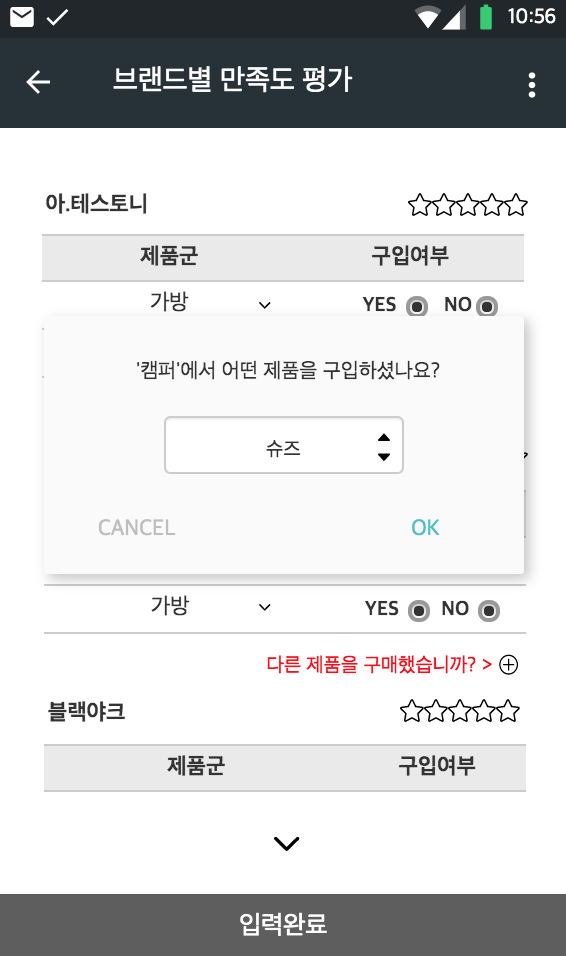 10:56
브랜드별 만족도 평가
아.테스토니
제품군 구입여부
가방 YES NO
'캠퍼'에서 어떤 제품을 구입하셨나요?
슈즈
CANCEL OK
가방 YES NO
다른 제품을 구매했습니까? >
블랙야크
제품군 구입여부
입력완료